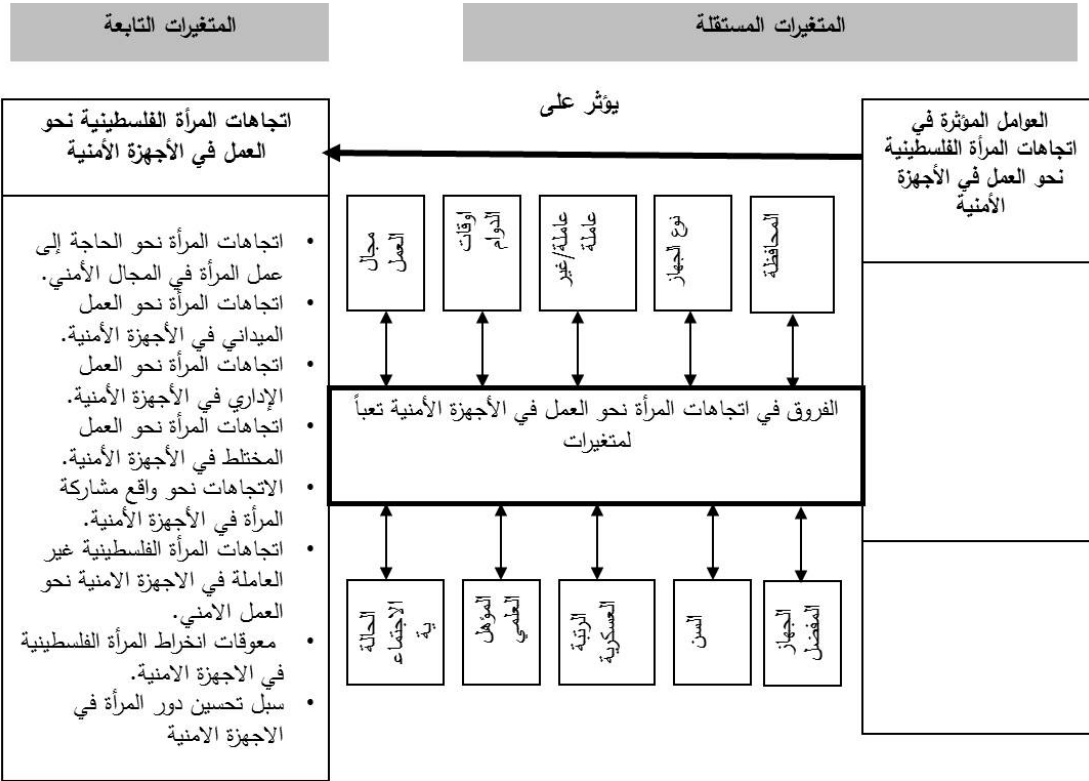 المتغيرات المستقلة
المتغيرات التابعة
يؤثر على
العوامل المؤثرة في
اتجاهات المرأة الفلسطينية
نحو العمل في الأجهزة
الأمنية
اتجاهات المرأة الفلسطينية نحو
العمل في الأجهزة الأمنية
المحافظة
نوع الجهاز
عاملة/غير
عاملة
اوقات
الدوام
مجال
العمل
الفروق في اتجاهات المرأة نحو العمل في الأجهزة الأمنية تعباً
لمتغيرات
الجهاز
المفضل
السن
الرتبة
العسكرية
المؤهل
العلمي
الحالة
الاجتماع
ية
• اتجاهات المرأة نحو الحاجة إلى
عمل المرأة في المجال الأمني.
• اتجاهات المرأة نحو العمل
الميداني في الأجهزة الأمنية.
• اتجاهات المرأة نحو العمل
الإداري في الأجهزة الأمنية.
• اتجاهات المرأة نحو العمل
المختلط في الأجهزة الأمنية.
• الاتجاهات نحو واقع مشاركة
المرأة في الأجهزة الأمنية.
• اتجاهات المرأة الفلسطينية غير
العاملة في الاجهزة الامنية نحو
العمل الامني.
• معوقات انخراط المرأة الفلسطينية
في الاجهزة الامنية.
• سبل تحسين دور المرأة في
الاجهزة الامنية